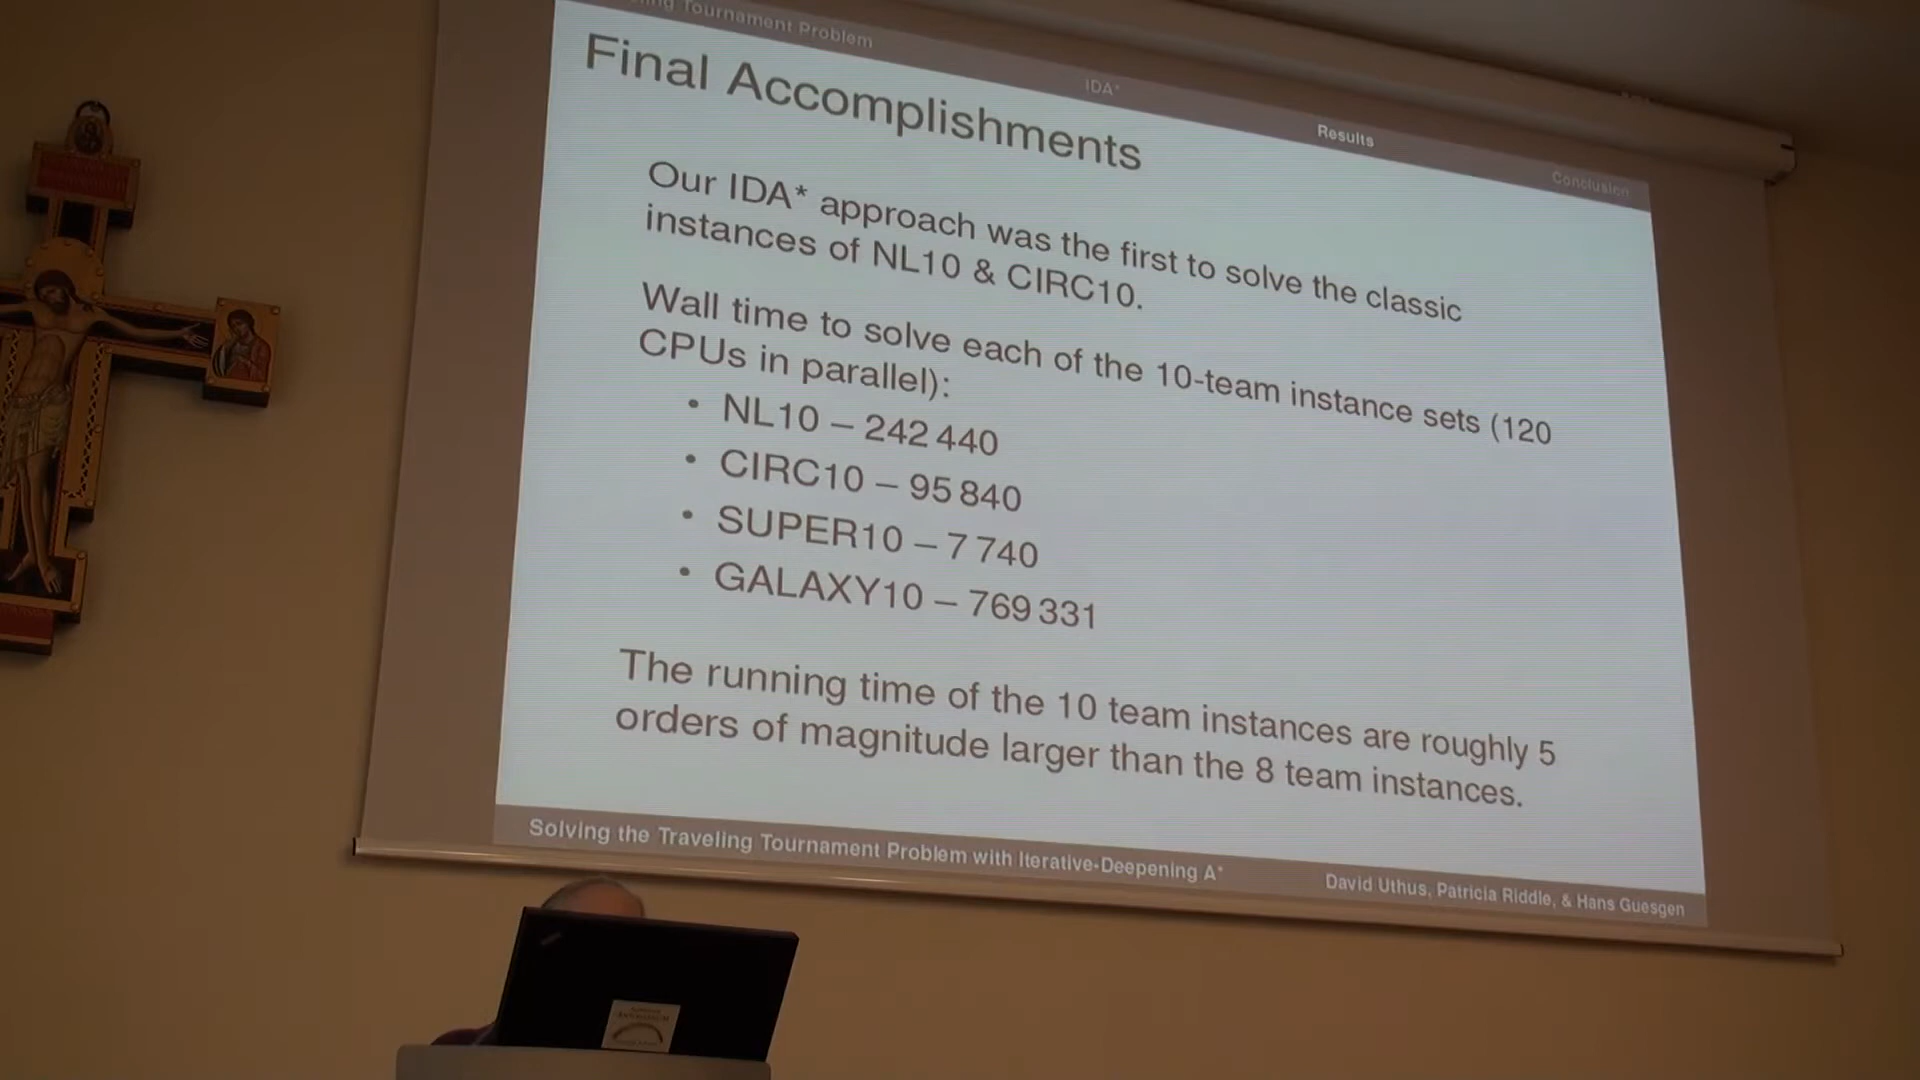 Tournament Problem
IDA*
Results
Conclusion
Final Accomplishments
Our IDA* approach was the first to solve the classic
instances of NL10 & CIRC10.
Wall time to solve each of the 10-team instance sets (120
CPUs in parallel):
• NL10 – 242 440
• CIRC10 – 95 840
• SUPER10 – 7 740
• GALAXY10 – 769 331
The running time of the 10 team instances are roughly 5
orders of magnitude larger than the 8 team instances.
Solving the Traveling Tournament Problem with Iterative-Deepening A*
David Uthus, Patricia Riddle, & Hans Guesgen